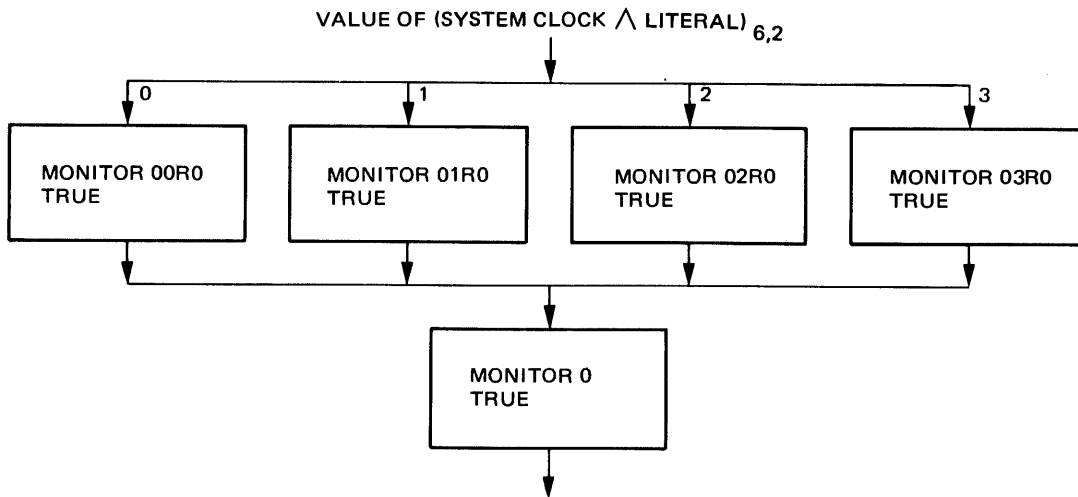 VALUE OF (SYSTEM CLOCK ∧ LITERAL) 6,2
0 1 2 3
MONITOR 00R0
TRUE
MONITOR 01R0
TRUE
MONITOR 02R0
TRUE
MONITOR 03R0
TRUE
MONITOR 0
TRUE